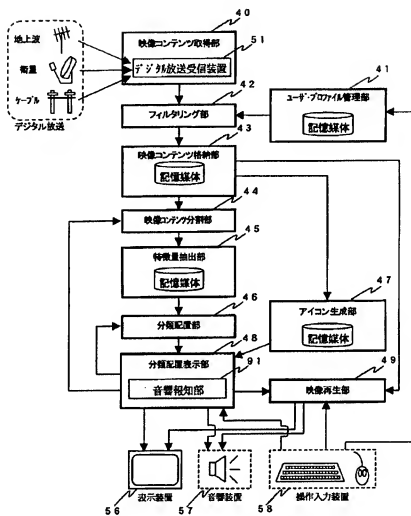 40
映像コンテンツ取得部
51
デジタル放送受信装置
地上波
衛星
ケーブル
デジタル放送
42
フィルタリング部
41
ユーザ・プロファイル管理部
記憶媒体
43
映像コンテンツ格納部
記憶媒体
44
映像コンテンツ分割部
45
特徴量抽出部
記憶媒体
46
分類配置部
47
アイコン生成部
記憶媒体
48
分類配置表示部
91
音響報知部
49
映像再生部
56
表示装置
57
音響装置
58
操作入力装置